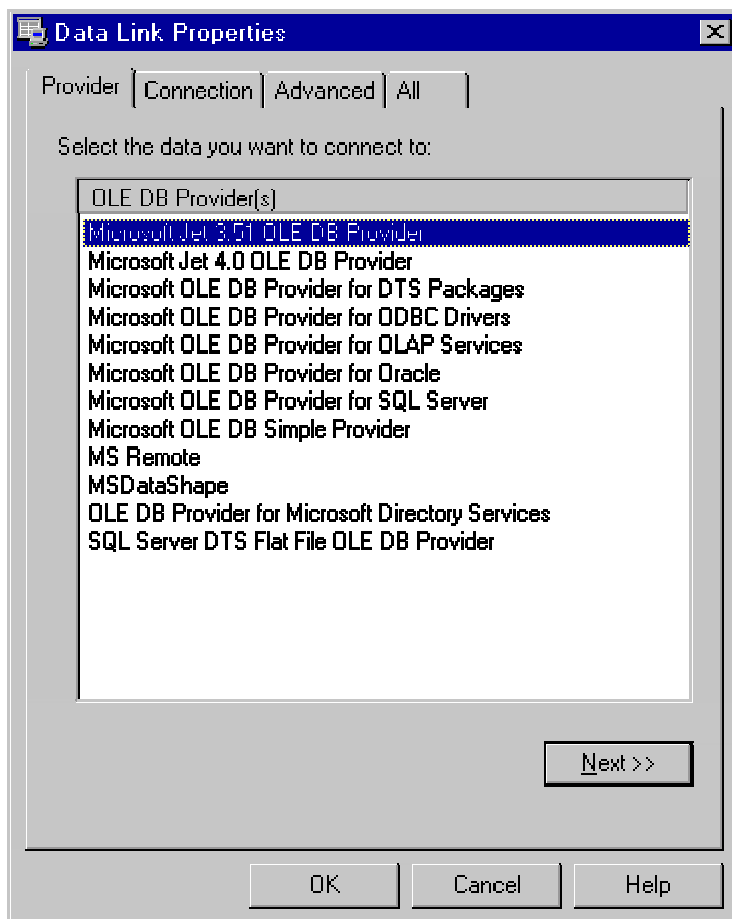 Data Link Properties
Provider Connection Advanced All
Select the data you want to connect to:
OLE DB Provider(s)
Microsoft Jet 3.51 OLE DB Provider
Microsoft Jet 4.0 OLE DB Provider
Microsoft OLE DB Provider for DTS Packages
Microsoft OLE DB Provider for ODBC Drivers
Microsoft OLE DB Provider for OLAP Services
Microsoft OLE DB Provider for Oracle
Microsoft OLE DB Provider for SQL Server
Microsoft OLE DB Simple Provider
MS Remote
MSDataShape
OLE DB Provider for Microsoft Directory Services
SQL Server DTS Flat File OLE DB Provider
Next >>
OK Cancel Help